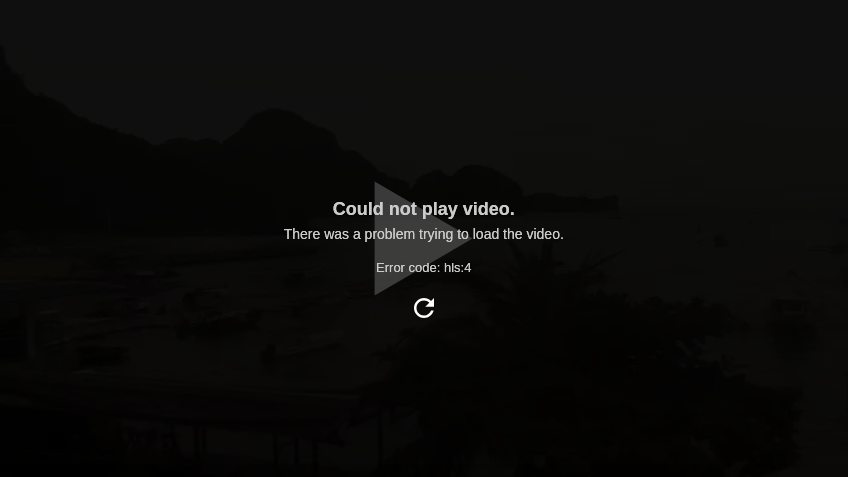 Could not play video.
There was a problem trying to load the video.
Error code: hls:4